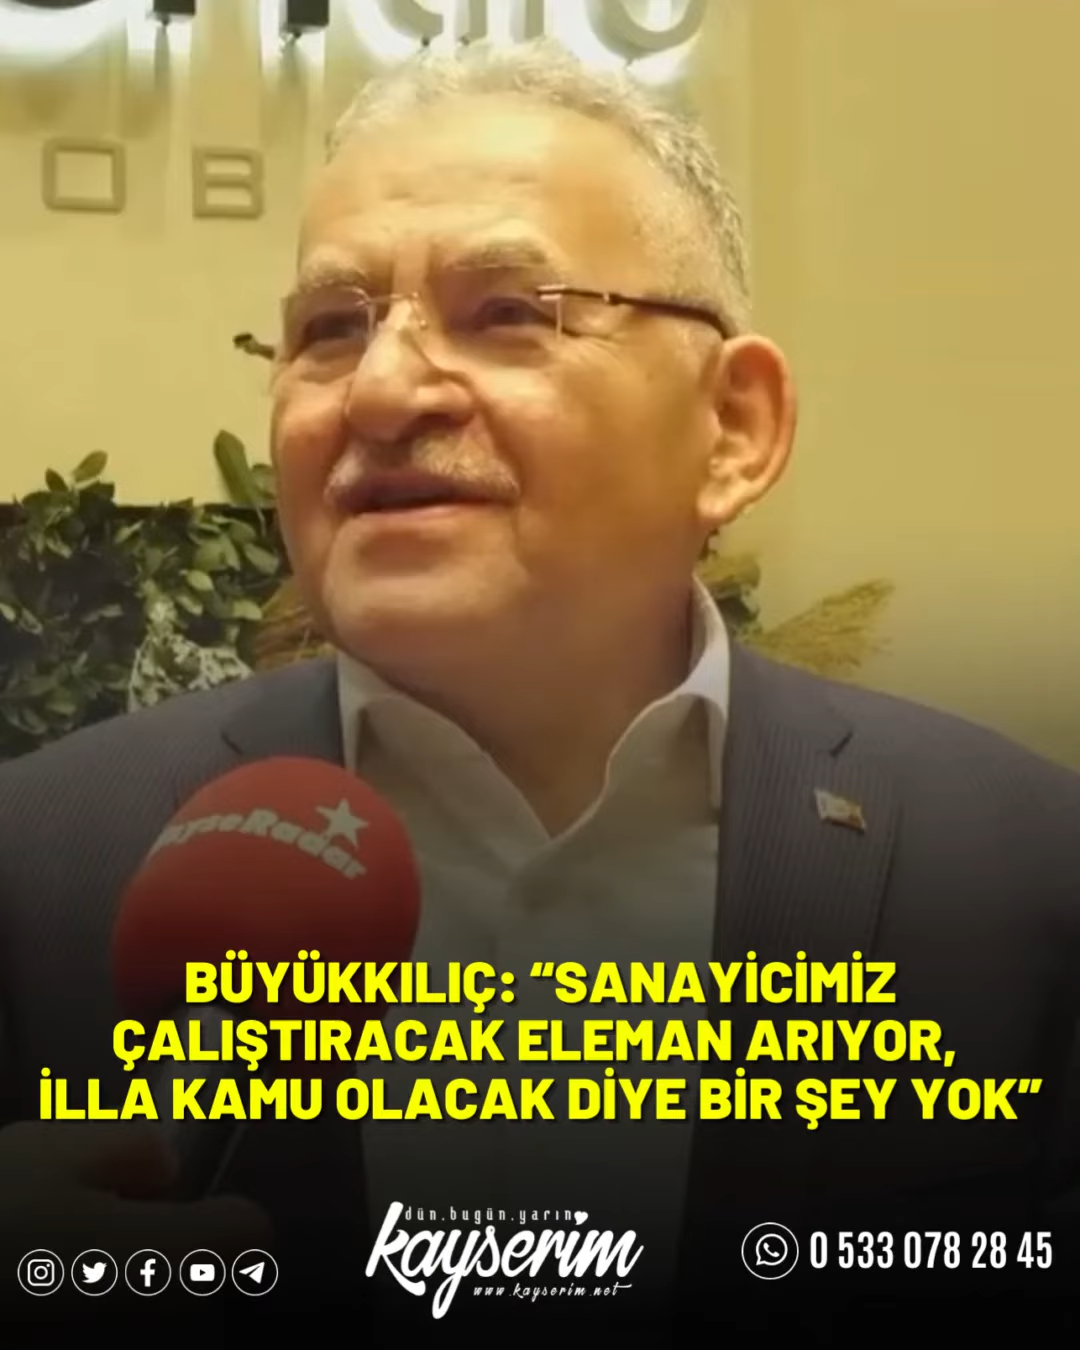 O B
KayseRadar
BÜYÜKKILIÇ: “SANAYİCİMİZ
ÇALIŞTIRACAK ELEMAN ARIYOR,
İLLA KAMU OLACAK DİYE BİR ŞEY YOK”
dün.bugün.yarın
kayserim
www.kayserim.net
0 533 078 28 45